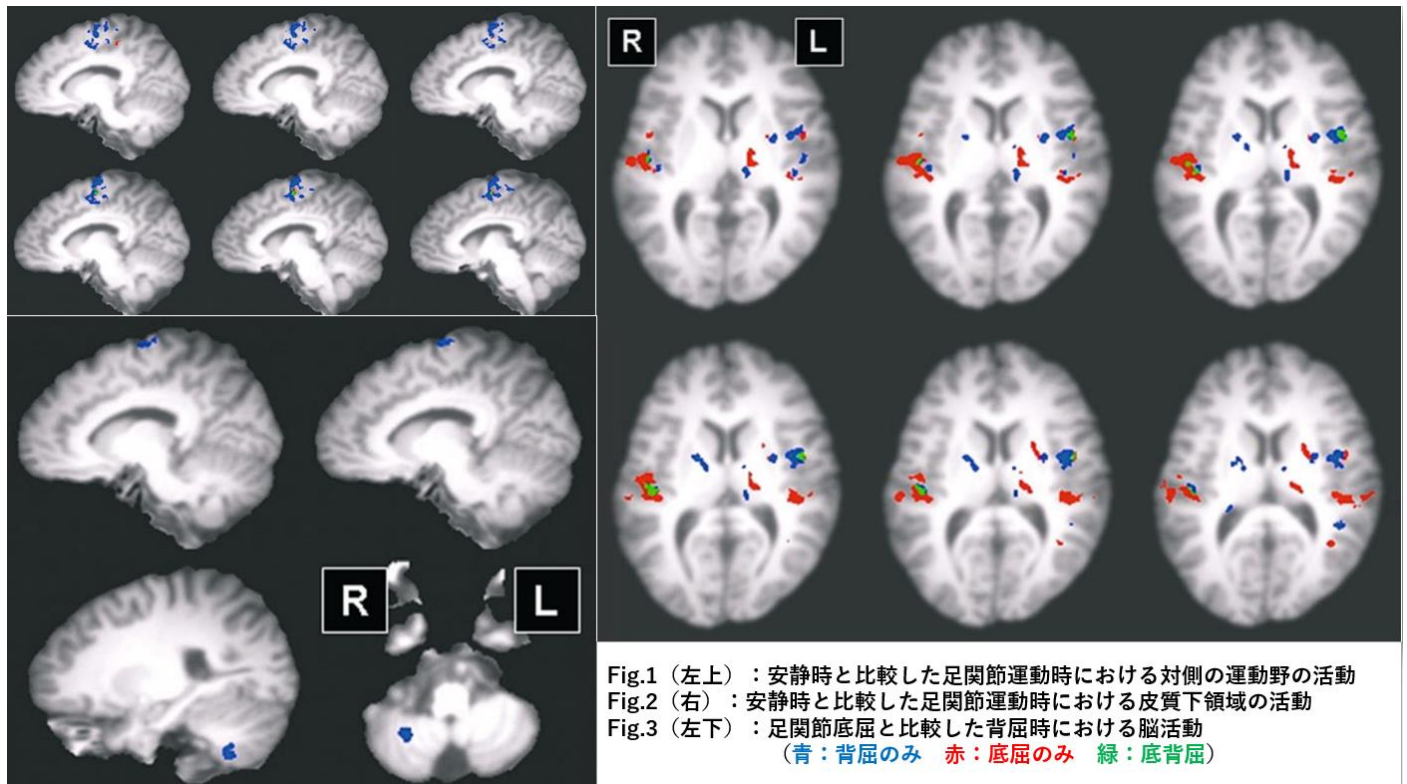 R
L
R
L
Fig.1（左上）：安静時と比較した足関節運動時における対側の運動野の活動
Fig.2（右）：安静時と比較した足関節運動時における皮質下領域の活動
Fig.3（左下）：足関節底屈と比較した背屈時における脳活動
（青：背屈のみ　赤：底屈のみ　緑：底背屈）